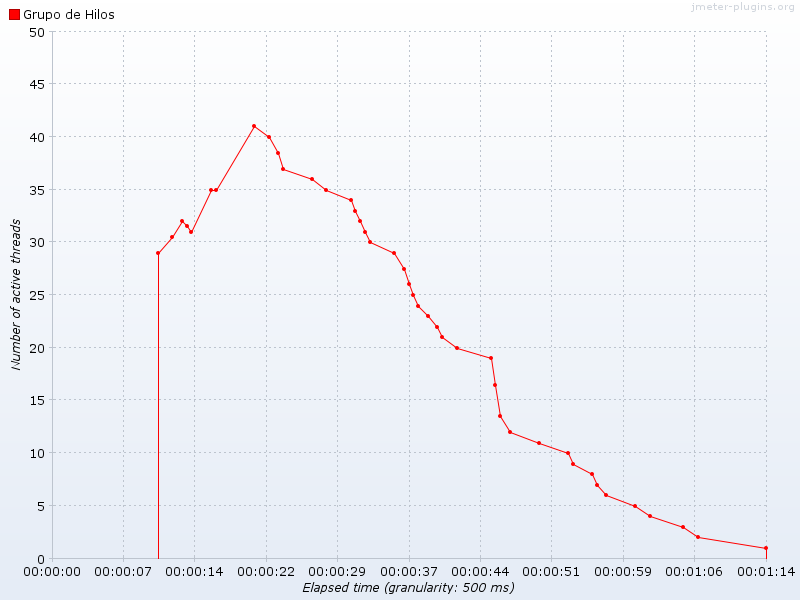 jmeter-plugins.org
Grupo de Hilos
50
45
40
35
30
25
20
15
10
5
0
Number of active threads
00:00:00 00:00:07 00:00:14 00:00:22 00:00:29 00:00:37 00:00:44 00:00:51 00:00:59 00:01:06 00:01:14
Elapsed time (granularity: 500 ms)